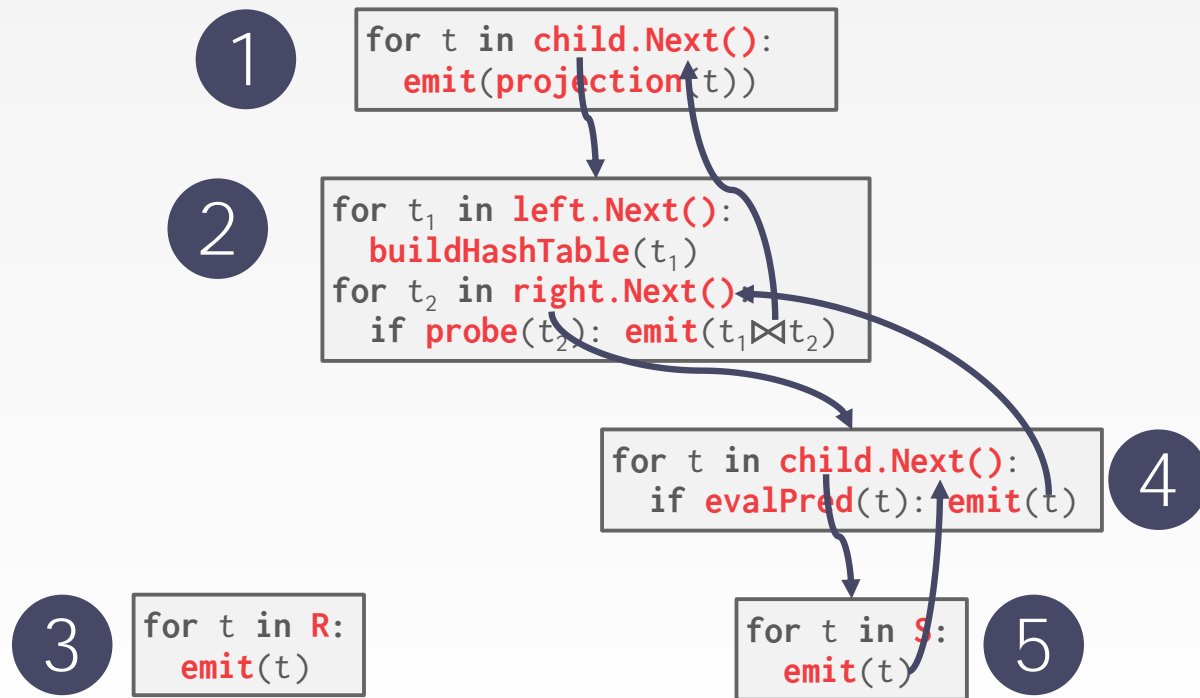 1
for t in child.Next():
emit(projection(t))
2
for t₁ in left.Next():
buildHashTable(t₁)
for t₂ in right.Next():
if probe(t₂): emit(t₁⨝t₂)
for t in child.Next():
if evalPred(t): emit(t)
4
3
for t in R:
emit(t)
for t in S:
emit(t)
5